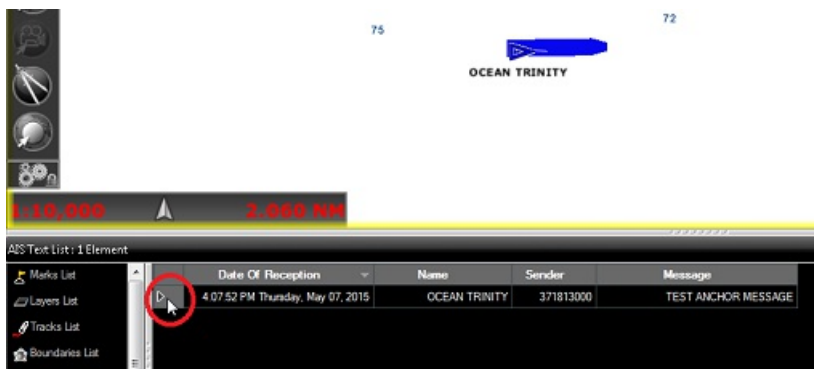 75
72
OCEAN TRINITY
1:10,000 2.060 NM
AIS Text List : 1 Element
Marks List
Layers List
Tracks List
Boundaries List
Date Of Reception Name Sender Message
4:07:52 PM Thursday, May 07, 2015 OCEAN TRINITY 371813000 TEST ANCHOR MESSAGE